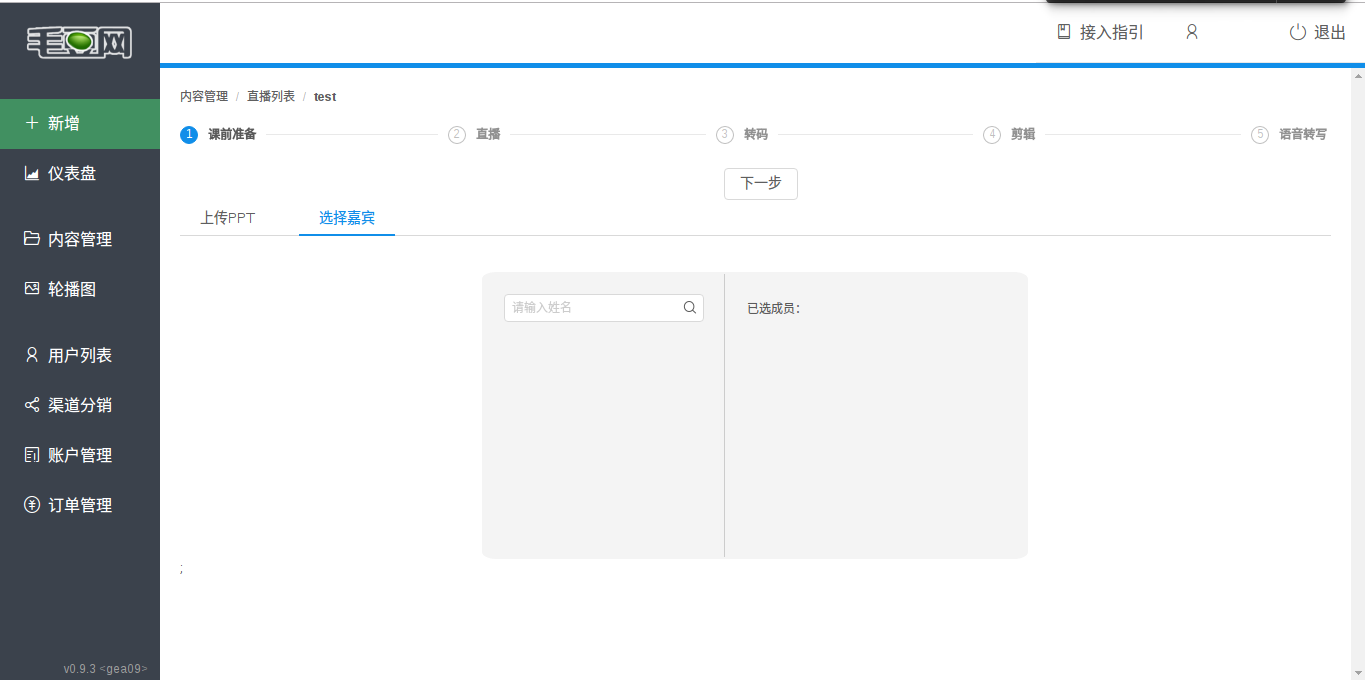 毛豆网
接入指引
退出
新增
仪表盘
内容管理
轮播图
用户列表
渠道分销
账户管理
订单管理
v0.9.3 <gea09>
内容管理 / 直播列表 / test
1 课前准备 2 直播 3 转码 4 剪辑 5 语音转写
下一步
上传PPT 选择嘉宾
请输入姓名
已选成员:
;